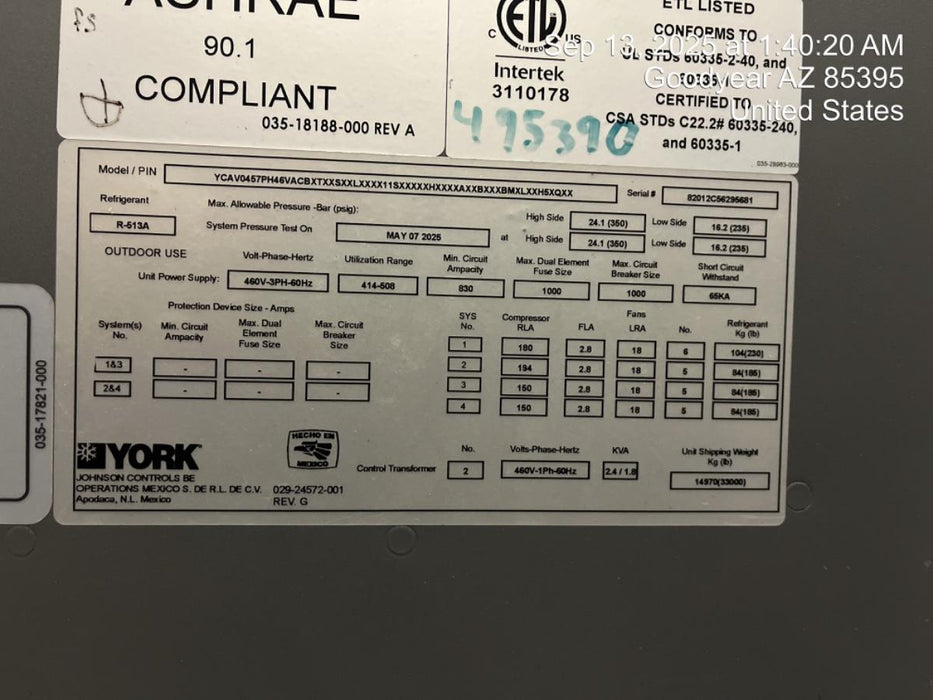 ASHRAE
90.1
COMPLIANT
035-18188-000 REV A
ETL LISTED
CONFORMS TO
UL STDs 60335-2-40, and
60335-1
CERTIFIED TO
CSA STDs C22.2# 60335-240,
and 60335-1
C ETL US
LISTED
Intertek
3110178
495390
035-28983-000
Sep 13, 2025 at 1:40:20 AM
Goodyear AZ 85395
United States
Model / PIN YCAV0457PH46VACBXTXXSXXLXXXX11SXXXXXHXXXXAXXBXXXBMXLXXH5XQXX Serial # 82012C56295681
Refrigerant
R-513A
Max. Allowable Pressure -Bar (psig): High Side 24.1 (350) Low Side 16.2 (235)
System Pressure Test On MAY 07 2025 at High Side 24.1 (350) Low Side 16.2 (235)
OUTDOOR USE
Volt-Phase-Hertz Utilization Range Min. Circuit Ampacity Max. Dual Element Fuse Size Max. Circuit Breaker Size Short Circuit Withstand
Unit Power Supply: 460V-3PH-60Hz 414-508 830 1000 1000 65KA
Protection Device Size - Amps
System(s) No. Min. Circuit Ampacity Max. Dual Element Fuse Size Max. Circuit Breaker Size
1&3 - - -
2&4 - - -
Fans
SYS No. Compressor RLA FLA LRA No. Refrigerant Kg (lb)
1 180 2.8 18 6 104(230)
2 194 2.8 18 5 84(185)
3 150 2.8 18 5 84(185)
4 150 2.8 18 5 84(185)
YORK
JOHNSON CONTROLS BE
OPERATIONS MEXICO S. DE R.L. DE C.V.
Apodaca, N.L. Mexico
029-24572-001
REV. G
HECHO EN
MEXICO
No. Volts-Phase-Hertz KVA Unit Shipping Weight Kg (lb)
Control Transformer 2 460V-1Ph-60Hz 2.4 / 1.8 14970(33000)
035-17821-000